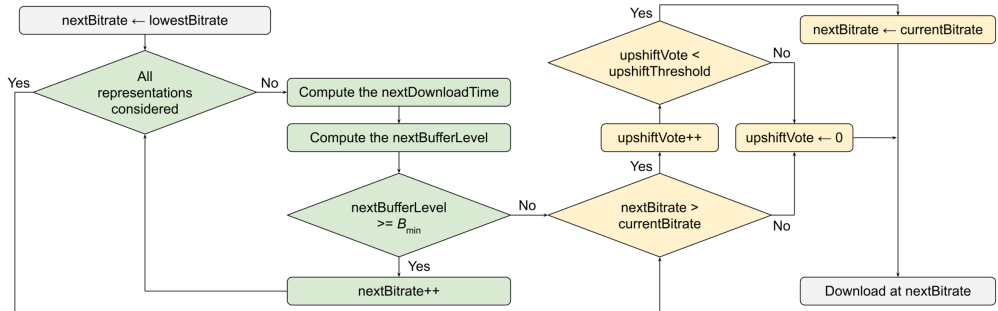 nextBitrate ← lowestBitrate
All
representations
considered
Yes
No
Compute the nextDownloadTime
Compute the nextBufferLevel
nextBufferLevel
>= Bmin
No
Yes
nextBitrate++
nextBitrate >
currentBitrate
Yes
No
upshiftVote++
upshiftVote <
upshiftThreshold
Yes
No
upshiftVote ← 0
nextBitrate ← currentBitrate
Download at nextBitrate